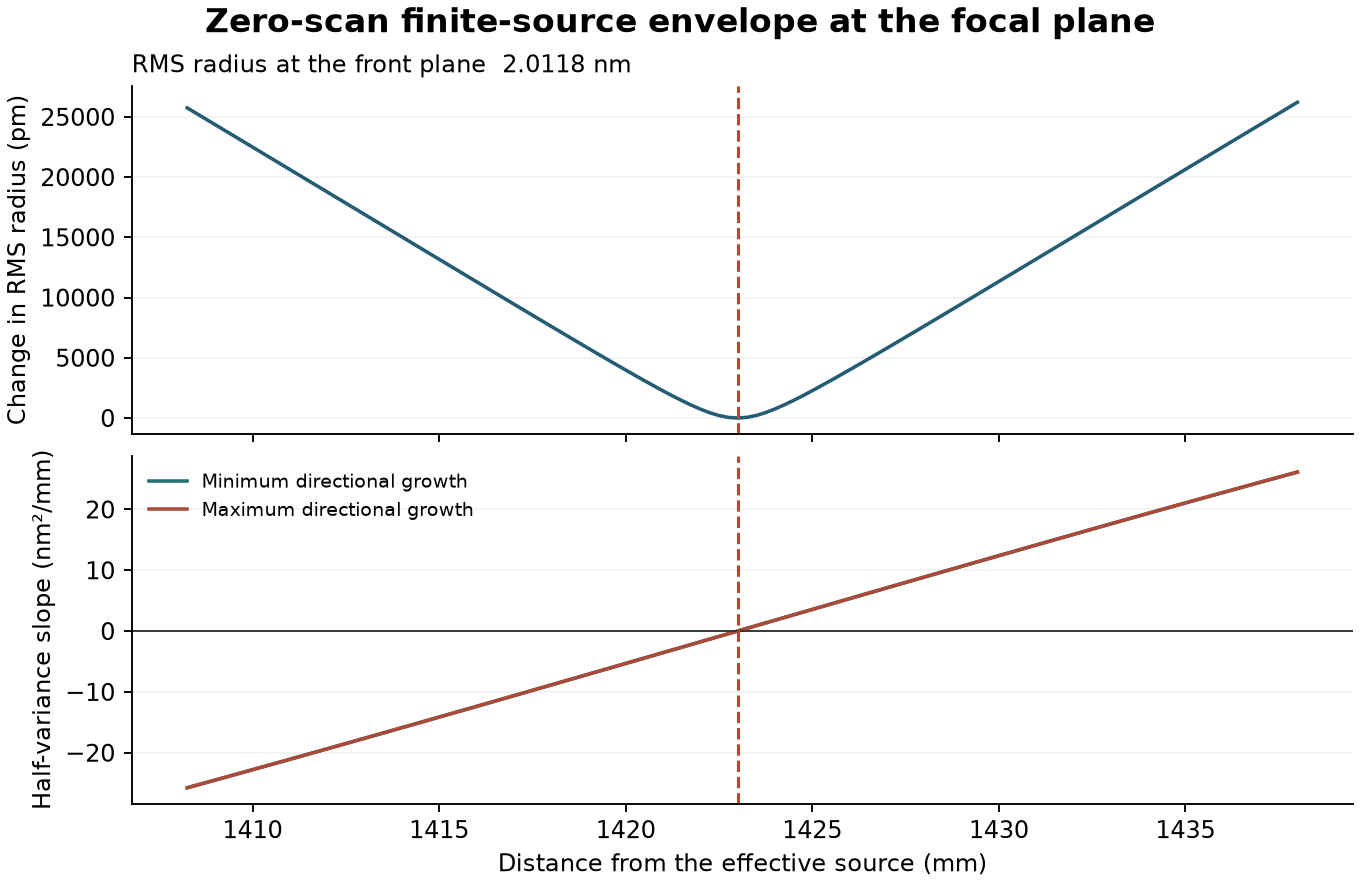 Zero-scan finite-source envelope at the focal plane
RMS radius at the front plane  2.0118 nm
Change in RMS radius (pm)
25000
20000
15000
10000
5000
0
Half-variance slope (nm²/mm)
Minimum directional growth
Maximum directional growth
20
10
0
−10
−20
1410
1415
1420
1425
1430
1435
Distance from the effective source (mm)